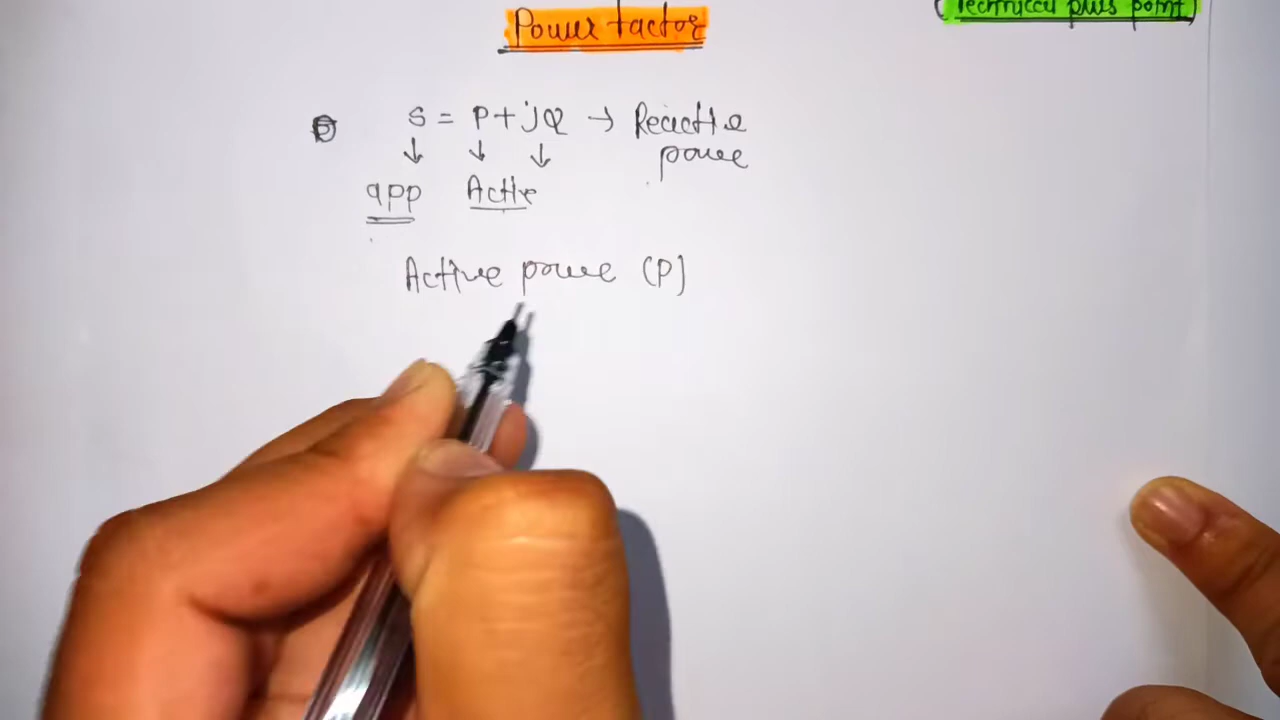 Power factor
(Technical plus point)
S = P + jQ → Reactive
power
↓ ↓ ↓
app Active
Active power (P)